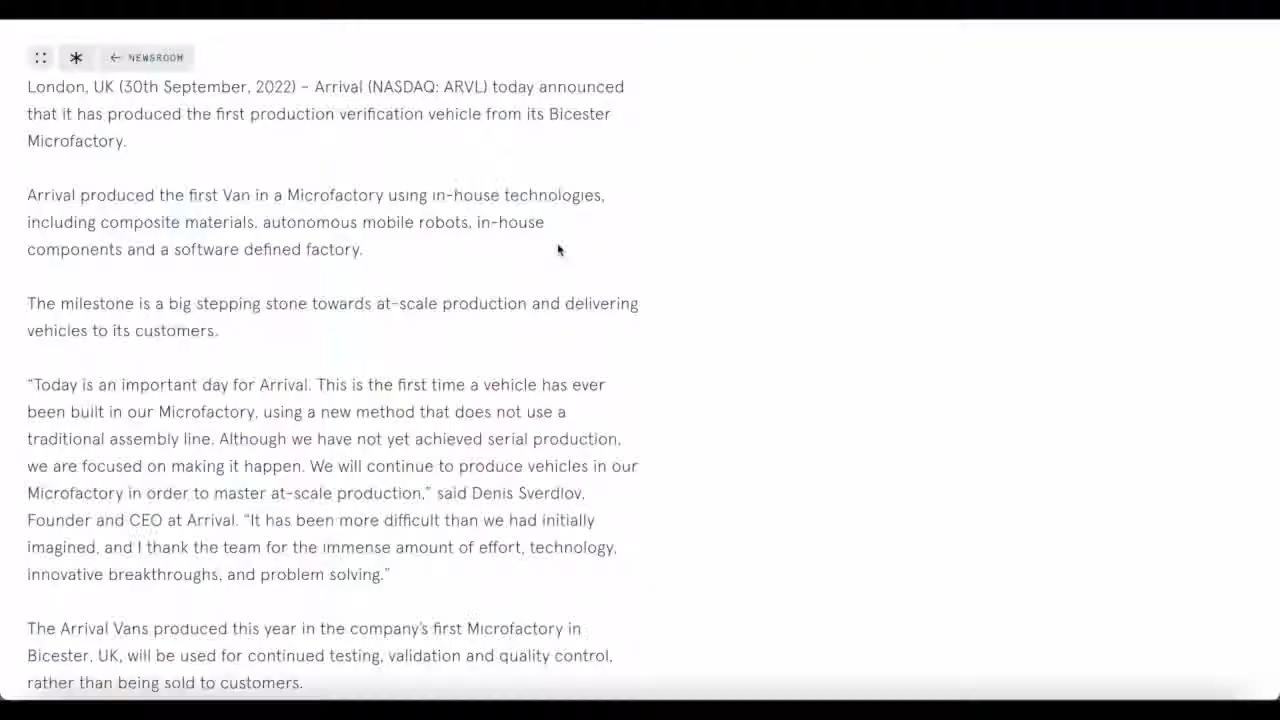 ← NEWSROOM
London, UK (30th September, 2022) – Arrival (NASDAQ: ARVL) today announced
that it has produced the first production verification vehicle from its Bicester
Microfactory.
Arrival produced the first Van in a Microfactory using in-house technologies,
including composite materials, autonomous mobile robots, in-house
components and a software defined factory.
The milestone is a big stepping stone towards at-scale production and delivering
vehicles to its customers.
“Today is an important day for Arrival. This is the first time a vehicle has ever
been built in our Microfactory, using a new method that does not use a
traditional assembly line. Although we have not yet achieved serial production,
we are focused on making it happen. We will continue to produce vehicles in our
Microfactory in order to master at-scale production,” said Denis Sverdlov,
Founder and CEO at Arrival. “It has been more difficult than we had initially
imagined, and I thank the team for the immense amount of effort, technology,
innovative breakthroughs, and problem solving.”
The Arrival Vans produced this year in the company’s first Microfactory in
Bicester, UK, will be used for continued testing, validation and quality control,
rather than being sold to customers.